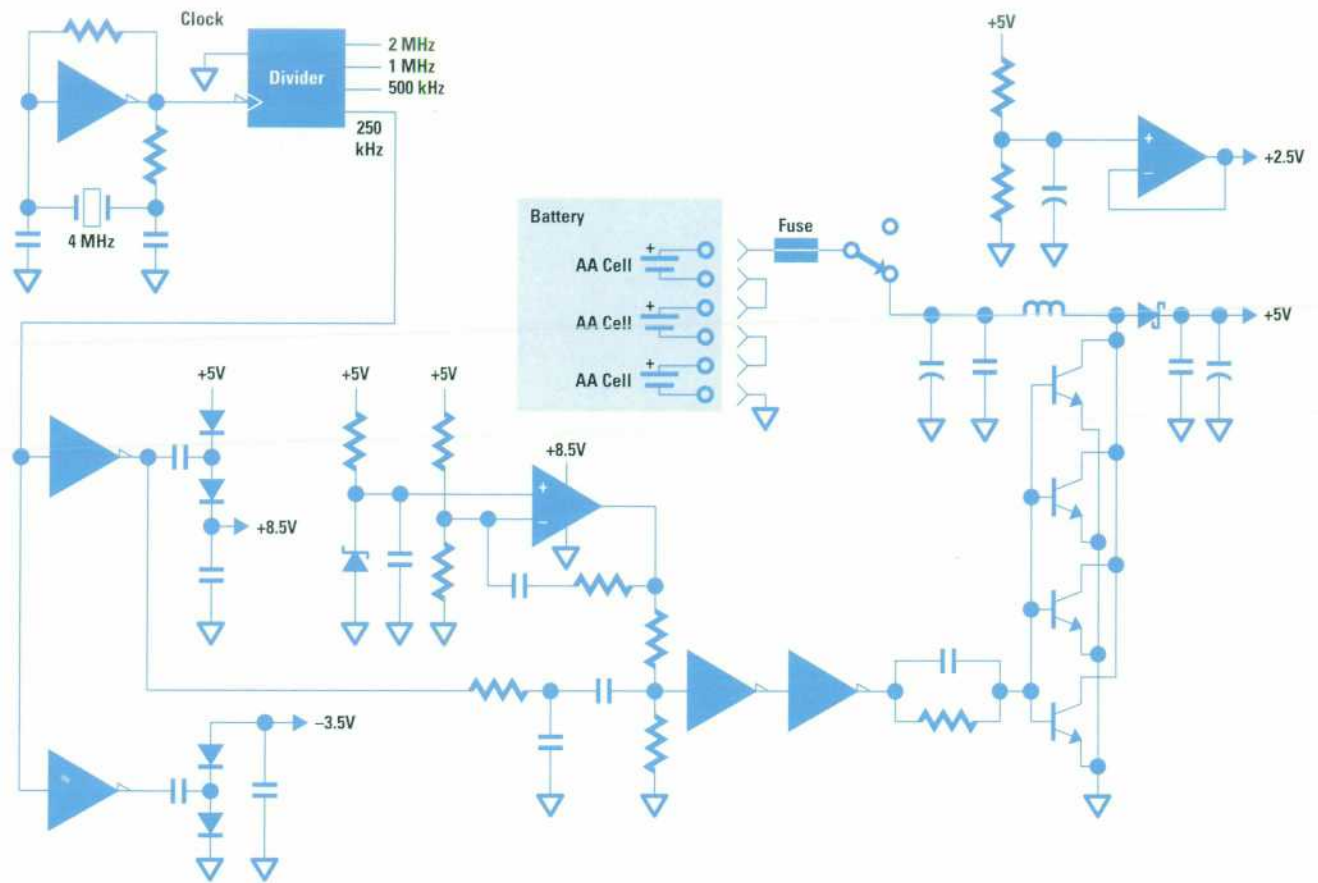 Clock
Divider
2 MHz
1 MHz
500 kHz
250
kHz
4 MHz
+5V
+
−
+2.5V
Battery
Fuse
+
AA Cell
+
AA Cell
+
AA Cell
+5V
+5V
+5V
+5V
+8.5V
+8.5V
+
−
−3.5V